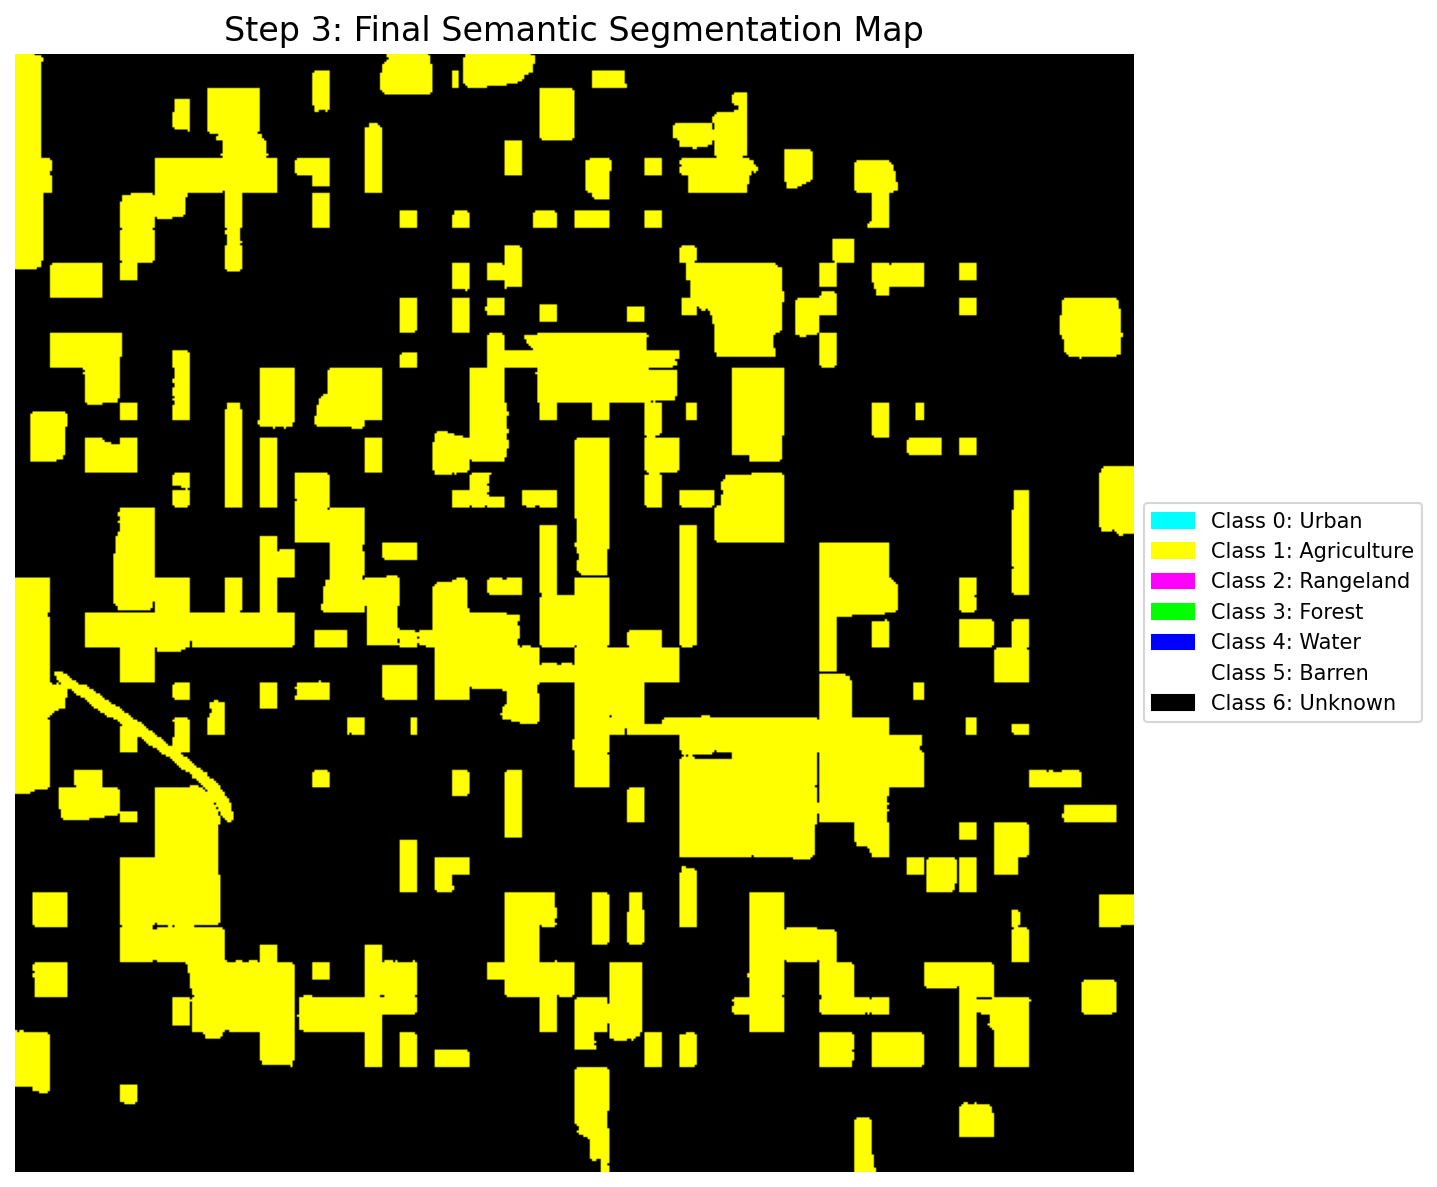 Step 3: Final Semantic Segmentation Map
Class 0: Urban
Class 1: Agriculture
Class 2: Rangeland
Class 3: Forest
Class 4: Water
Class 5: Barren
Class 6: Unknown